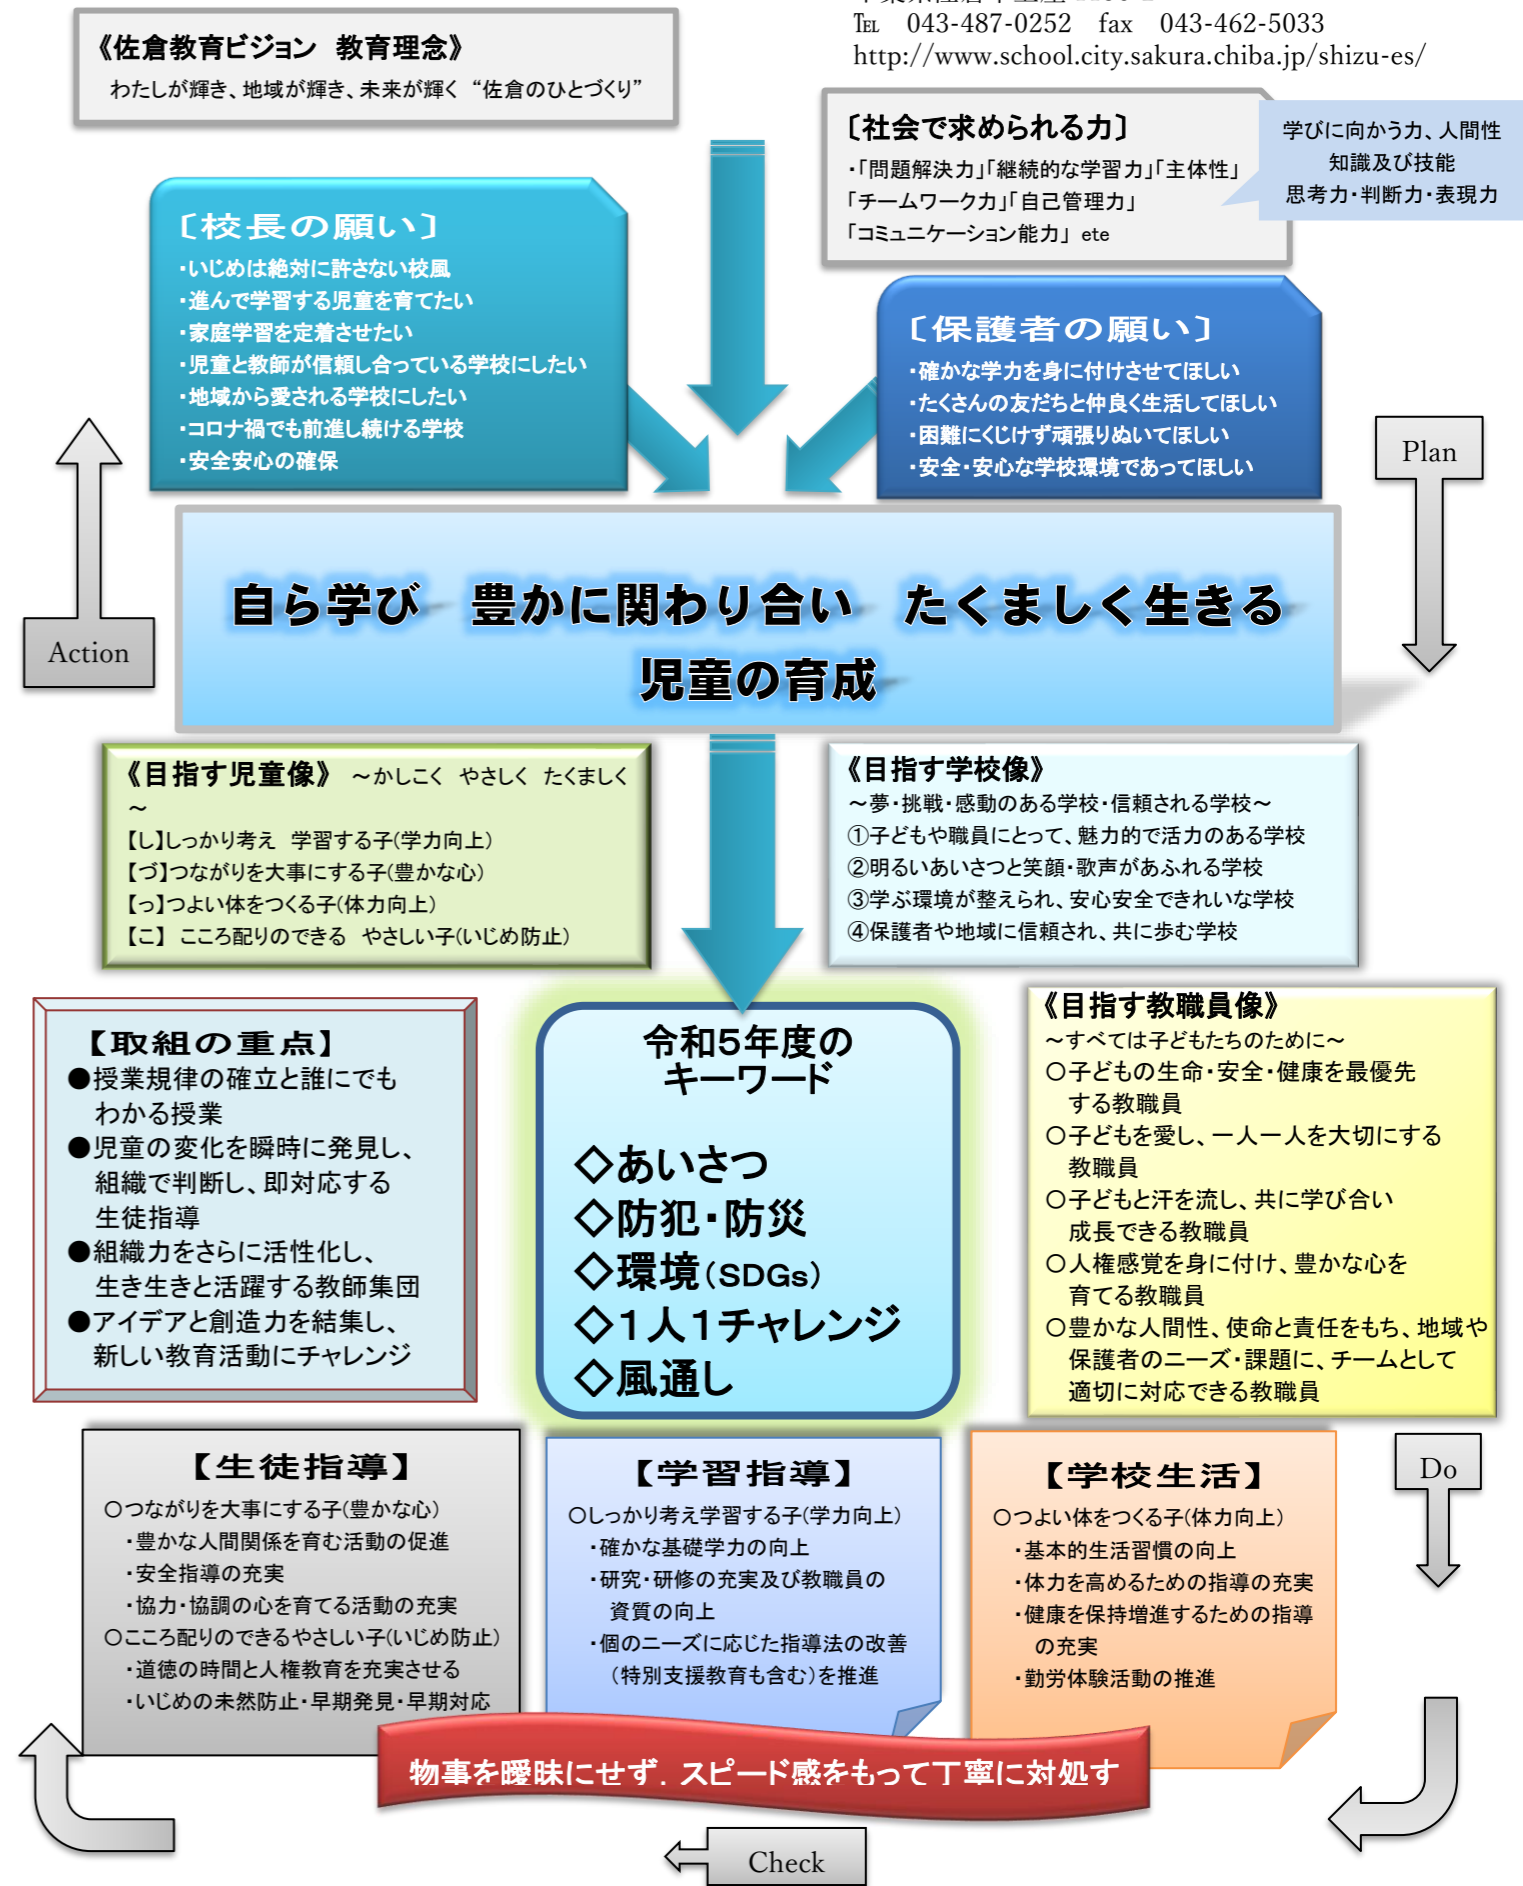 ℡　043-487-0252　fax　043-462-5033
http://www.school.city.sakura.chiba.jp/shizu-es/
《佐倉教育ビジョン　教育理念》
わたしが輝き、地域が輝き、未来が輝く “佐倉のひとづくり”
〔社会で求められる力〕
・「問題解決力」「継続的な学習力」「主体性」
「チームワーク力」「自己管理力」
「コミュニケーション能力」 ete
学びに向かう力、人間性
知識及び技能
思考力・判断力・表現力
〔校長の願い〕
・いじめは絶対に許さない校風
・進んで学習する児童を育てたい
・家庭学習を定着させたい
・児童と教師が信頼し合っている学校にしたい
・地域から愛される学校にしたい
・コロナ禍でも前進し続ける学校
・安全安心の確保
〔保護者の願い〕
・確かな学力を身に付けさせてほしい
・たくさんの友だちと仲良く生活してほしい
・困難にくじけず頑張りぬいてほしい
・安全・安心な学校環境であってほしい
Plan
Action
自ら学び　豊かに関わり合い　たくましく生きる
児童の育成
《目指す児童像》 ～かしこく　やさしく　たくましく
～
【し】しっかり考え　学習する子(学力向上)
【づ】つながりを大事にする子(豊かな心)
【っ】つよい体をつくる子(体力向上)
【こ】 こころ配りのできる　やさしい子(いじめ防止)
《目指す学校像》
～夢・挑戦・感動のある学校・信頼される学校～
①子どもや職員にとって、魅力的で活力のある学校
②明るいあいさつと笑顔・歌声があふれる学校
③学ぶ環境が整えられ、安心安全できれいな学校
④保護者や地域に信頼され、共に歩む学校
【取組の重点】
●授業規律の確立と誰にでも
わかる授業
●児童の変化を瞬時に発見し、
組織で判断し、即対応する
生徒指導
●組織力をさらに活性化し、
生き生きと活躍する教師集団
●アイデアと創造力を結集し、
新しい教育活動にチャレンジ
令和5年度の
キーワード
◇あいさつ
◇防犯・防災
◇環境（SDGs）
◇１人１チャレンジ
◇風通し
《目指す教職員像》
～すべては子どもたちのために～
○子どもの生命・安全・健康を最優先
する教職員
○子どもを愛し、一人一人を大切にする
教職員
○子どもと汗を流し、共に学び合い
成長できる教職員
○人権感覚を身に付け、豊かな心を
育てる教職員
○豊かな人間性、使命と責任をもち、地域や
保護者のニーズ・課題に、チームとして
適切に対応できる教職員
【生徒指導】
○つながりを大事にする子(豊かな心)
・豊かな人間関係を育む活動の促進
・安全指導の充実
・協力・協調の心を育てる活動の充実
○こころ配りのできるやさしい子(いじめ防止)
・道徳の時間と人権教育を充実させる
・いじめの未然防止・早期発見・早期対応
【学習指導】
○しっかり考え学習する子(学力向上)
・確かな基礎学力の向上
・研究・研修の充実及び教職員の
資質の向上
・個のニーズに応じた指導法の改善
（特別支援教育も含む）を推進
【学校生活】
○つよい体をつくる子(体力向上)
・基本的生活習慣の向上
・体力を高めるための指導の充実
・健康を保持増進するための指導
の充実
・勤労体験活動の推進
Do
物事を曖昧にせず，スピード感をもって丁寧に対処す
Check